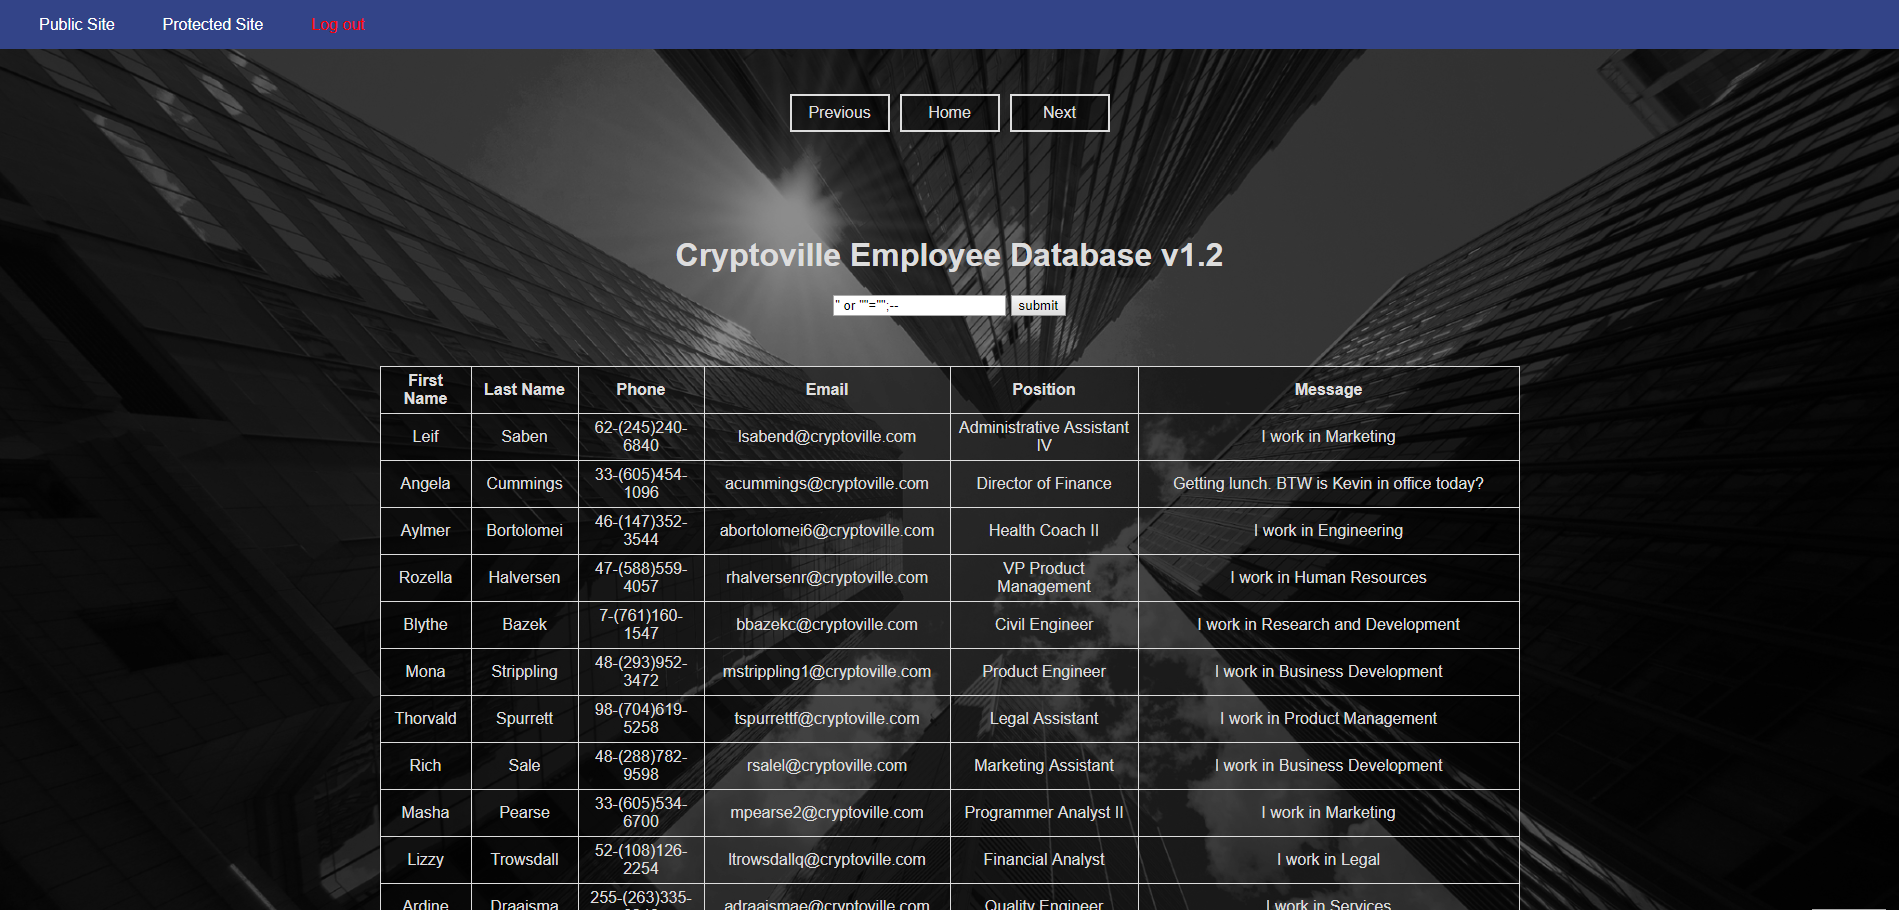 Public Site Protected Site Log out
Previous Home Next
Cryptoville Employee Database v1.2
" or ""="";-- submit
First Name Last Name Phone Email Position Message
Leif Saben 62-(245)240-6840 lsabend@cryptoville.com Administrative Assistant IV I work in Marketing
Angela Cummings 33-(605)454-1096 acummings@cryptoville.com Director of Finance Getting lunch. BTW is Kevin in office today?
Aylmer Bortolomei 46-(147)352-3544 abortolomei6@cryptoville.com Health Coach II I work in Engineering
Rozella Halversen 47-(588)559-4057 rhalversenr@cryptoville.com VP Product Management I work in Human Resources
Blythe Bazek 7-(761)160-1547 bbazekc@cryptoville.com Civil Engineer I work in Research and Development
Mona Strippling 48-(293)952-3472 mstrippling1@cryptoville.com Product Engineer I work in Business Development
Thorvald Spurrett 98-(704)619-5258 tspurrettf@cryptoville.com Legal Assistant I work in Product Management
Rich Sale 48-(288)782-9598 rsalel@cryptoville.com Marketing Assistant I work in Business Development
Masha Pearse 33-(605)534-6700 mpearse2@cryptoville.com Programmer Analyst II I work in Marketing
Lizzy Trowsdall 52-(108)126-2254 ltrowsdallq@cryptoville.com Financial Analyst I work in Legal
Ardine Draaisma 255-(263)335- adraaismae@cryptoville.com Quality Engineer I work in Services